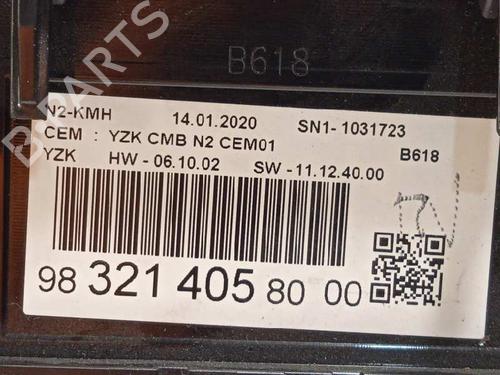 B618
N2-KMH 14.01.2020 SN1- 1031723
CEM : YZK CMB N2 CEM01
B618
YZK HW - 06.10.02 SW - 11.12.40.00
98 321 405 80 00
B-PARTS